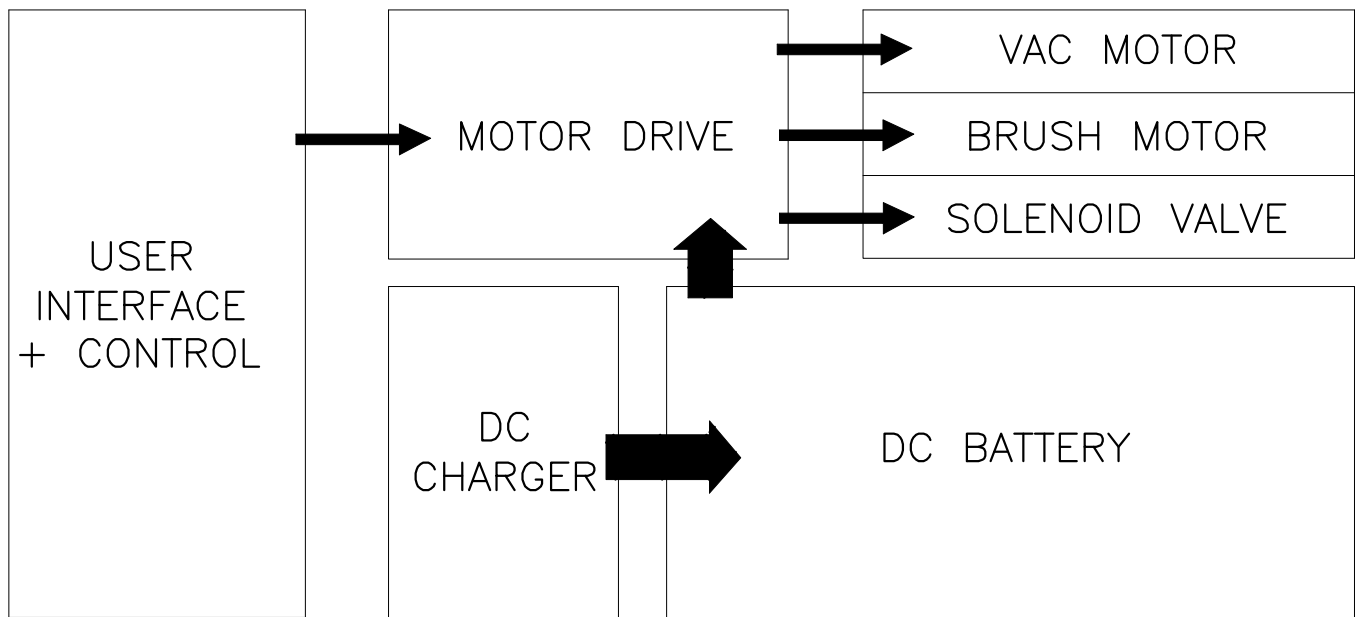 USER
INTERFACE
+ CONTROL
MOTOR DRIVE
VAC MOTOR
BRUSH MOTOR
SOLENOID VALVE
DC
CHARGER
DC BATTERY